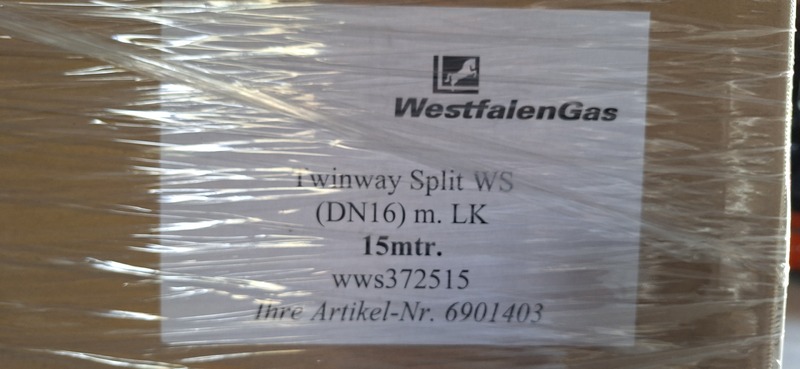 WestfalenGas
Twinway Split WS
(DN16) m. LK
15mtr.
wws372515
Ihre Artikel-Nr. 6901403